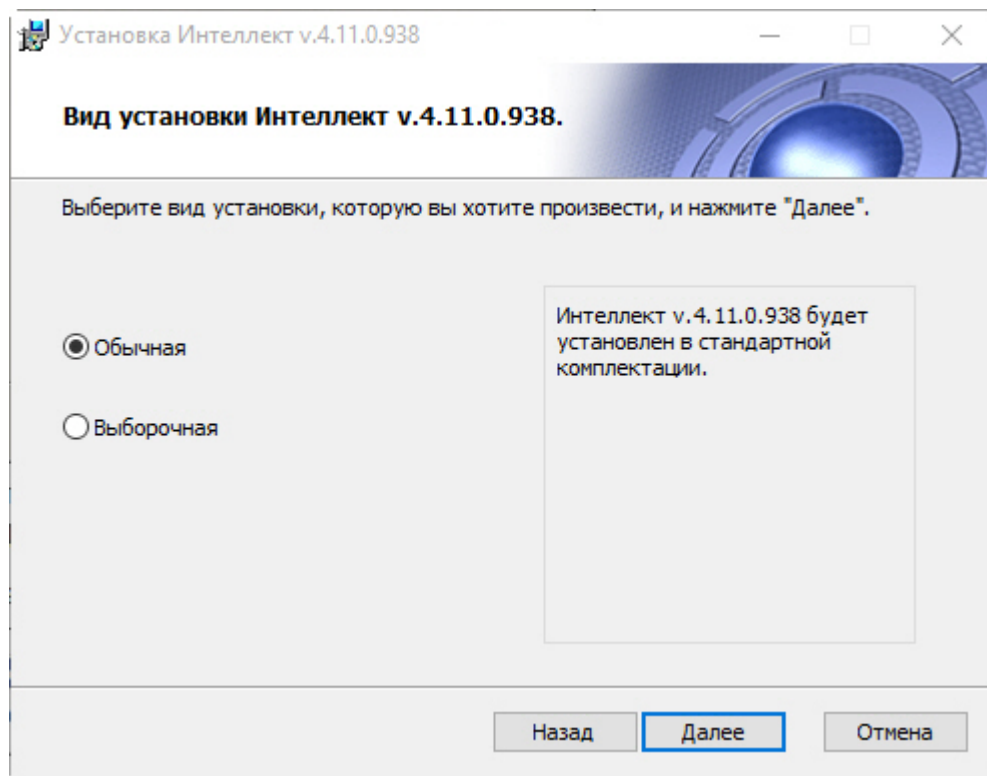 Установка Интеллект v.4.11.0.938
Вид установки Интеллект v.4.11.0.938.
Выберите вид установки, которую вы хотите произвести, и нажмите "Далее".
Обычная
Выборочная
Интеллект v.4.11.0.938 будет
установлен в стандартной
комплектации.
Назад
Далее
Отмена